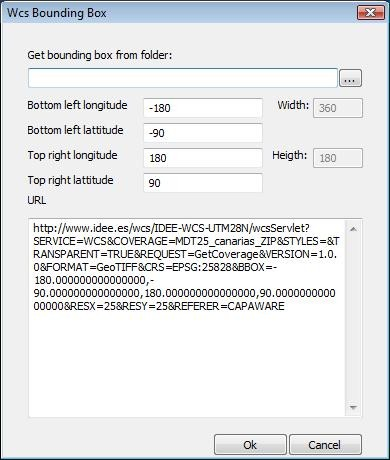 Wcs Bounding Box
Get bounding box from folder:
...
Bottom left longitude -180 Width: 360
Bottom left lattitude -90
Top right longitude 180 Heigth: 180
Top right lattitude 90
URL
http://www.idee.es/wcs/IDEE-WCS-UTM28N/wcsServlet?
SERVICE=WCS&COVERAGE=MDT25_canarias_ZIP&STYLES=&T
RANSPARENT=TRUE&REQUEST=GetCoverage&VERSION=1.0.
0&FORMAT=GeoTIFF&CRS=EPSG:25828&BBOX=-
180.000000000000000,-
90.000000000000000,180.000000000000000,90.0000000000
00000&RESX=25&RESY=25&REFERER=CAPAWARE
Ok Cancel